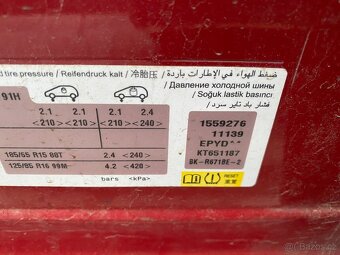 d tire pressure / Reifendruck kalt / 冷胎压 / ضغط الهواء في الإطارات باردة
/ Давление холодной шины
/ Soğuk lastik basıncı
فشار باد تایر سرد /
91H
2.1 2.1 2.1 2.4
<210> <210> <210> <240>
185/65 R15 88T 2.4 <240>
125/85 R16 99M 4.2 <420>
bars <kPa>
1559276
11139
EPYD**
KT651187
BK-R6718E-2